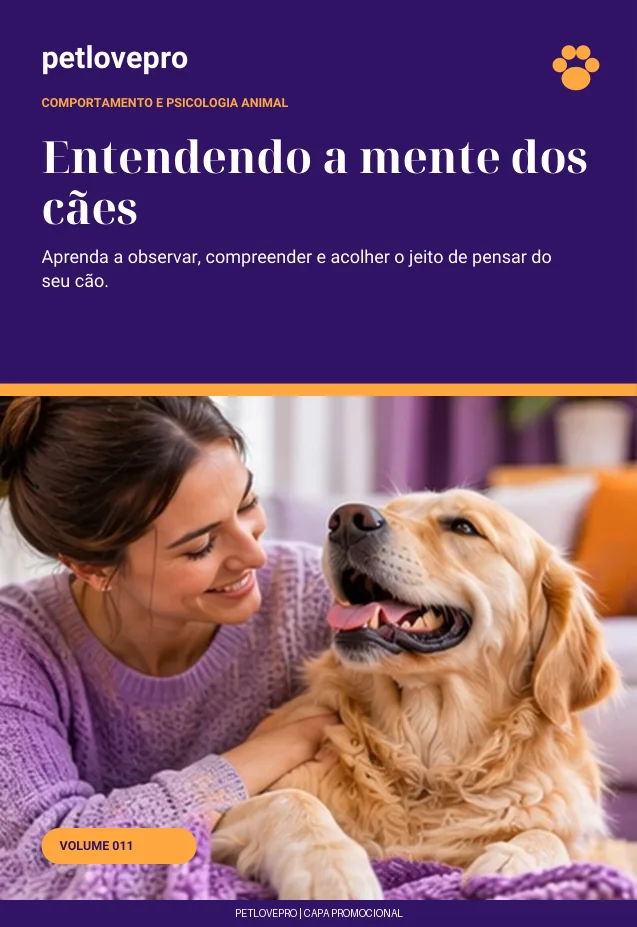 petlovepro
COMPORTAMENTO E PSICOLOGIA ANIMAL
Entendendo a mente dos
cães
Aprenda a observar, compreender e acolher o jeito de pensar do
seu cão.
VOLUME 011
PETLOVEPRO | CAPA PROMOCIONAL